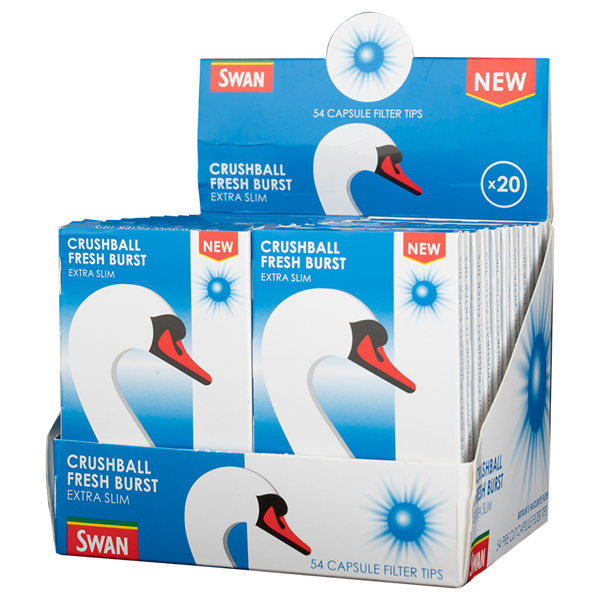 SWAN
NEW
54 CAPSULE FILTER TIPS
CRUSHBALL
FRESH BURST
EXTRA SLIM
x20
CRUSHBALL
FRESH BURST
EXTRA SLIM
NEW
CRUSHBALL
FRESH BURST
EXTRA SLIM
NEW
CRUSHBALL
FRESH BURST
EXTRA SLIM
SWAN
54 CAPSULE FILTER TIPS
CRUSHBALL
FRESH BURST
EXTRA SLIM
SWAN